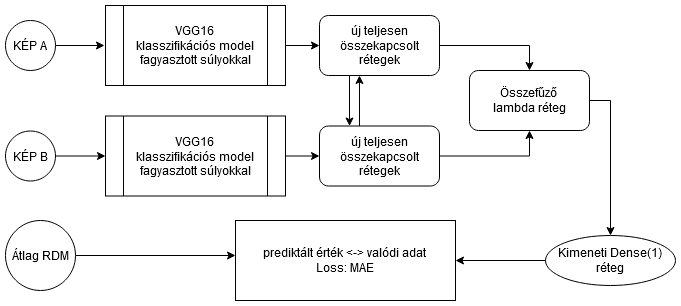 KÉP A
VGG16
klasszifikációs model
fagyasztott súlyokkal
új teljesen
összekapcsolt
rétegek
Összefűző
lambda réteg
KÉP B
VGG16
klasszifikációs model
fagyasztott súlyokkal
új teljesen
összekapcsolt
rétegek
Átlag RDM
prediktált érték <-> valódi adat
Loss: MAE
Kimeneti Dense(1)
réteg